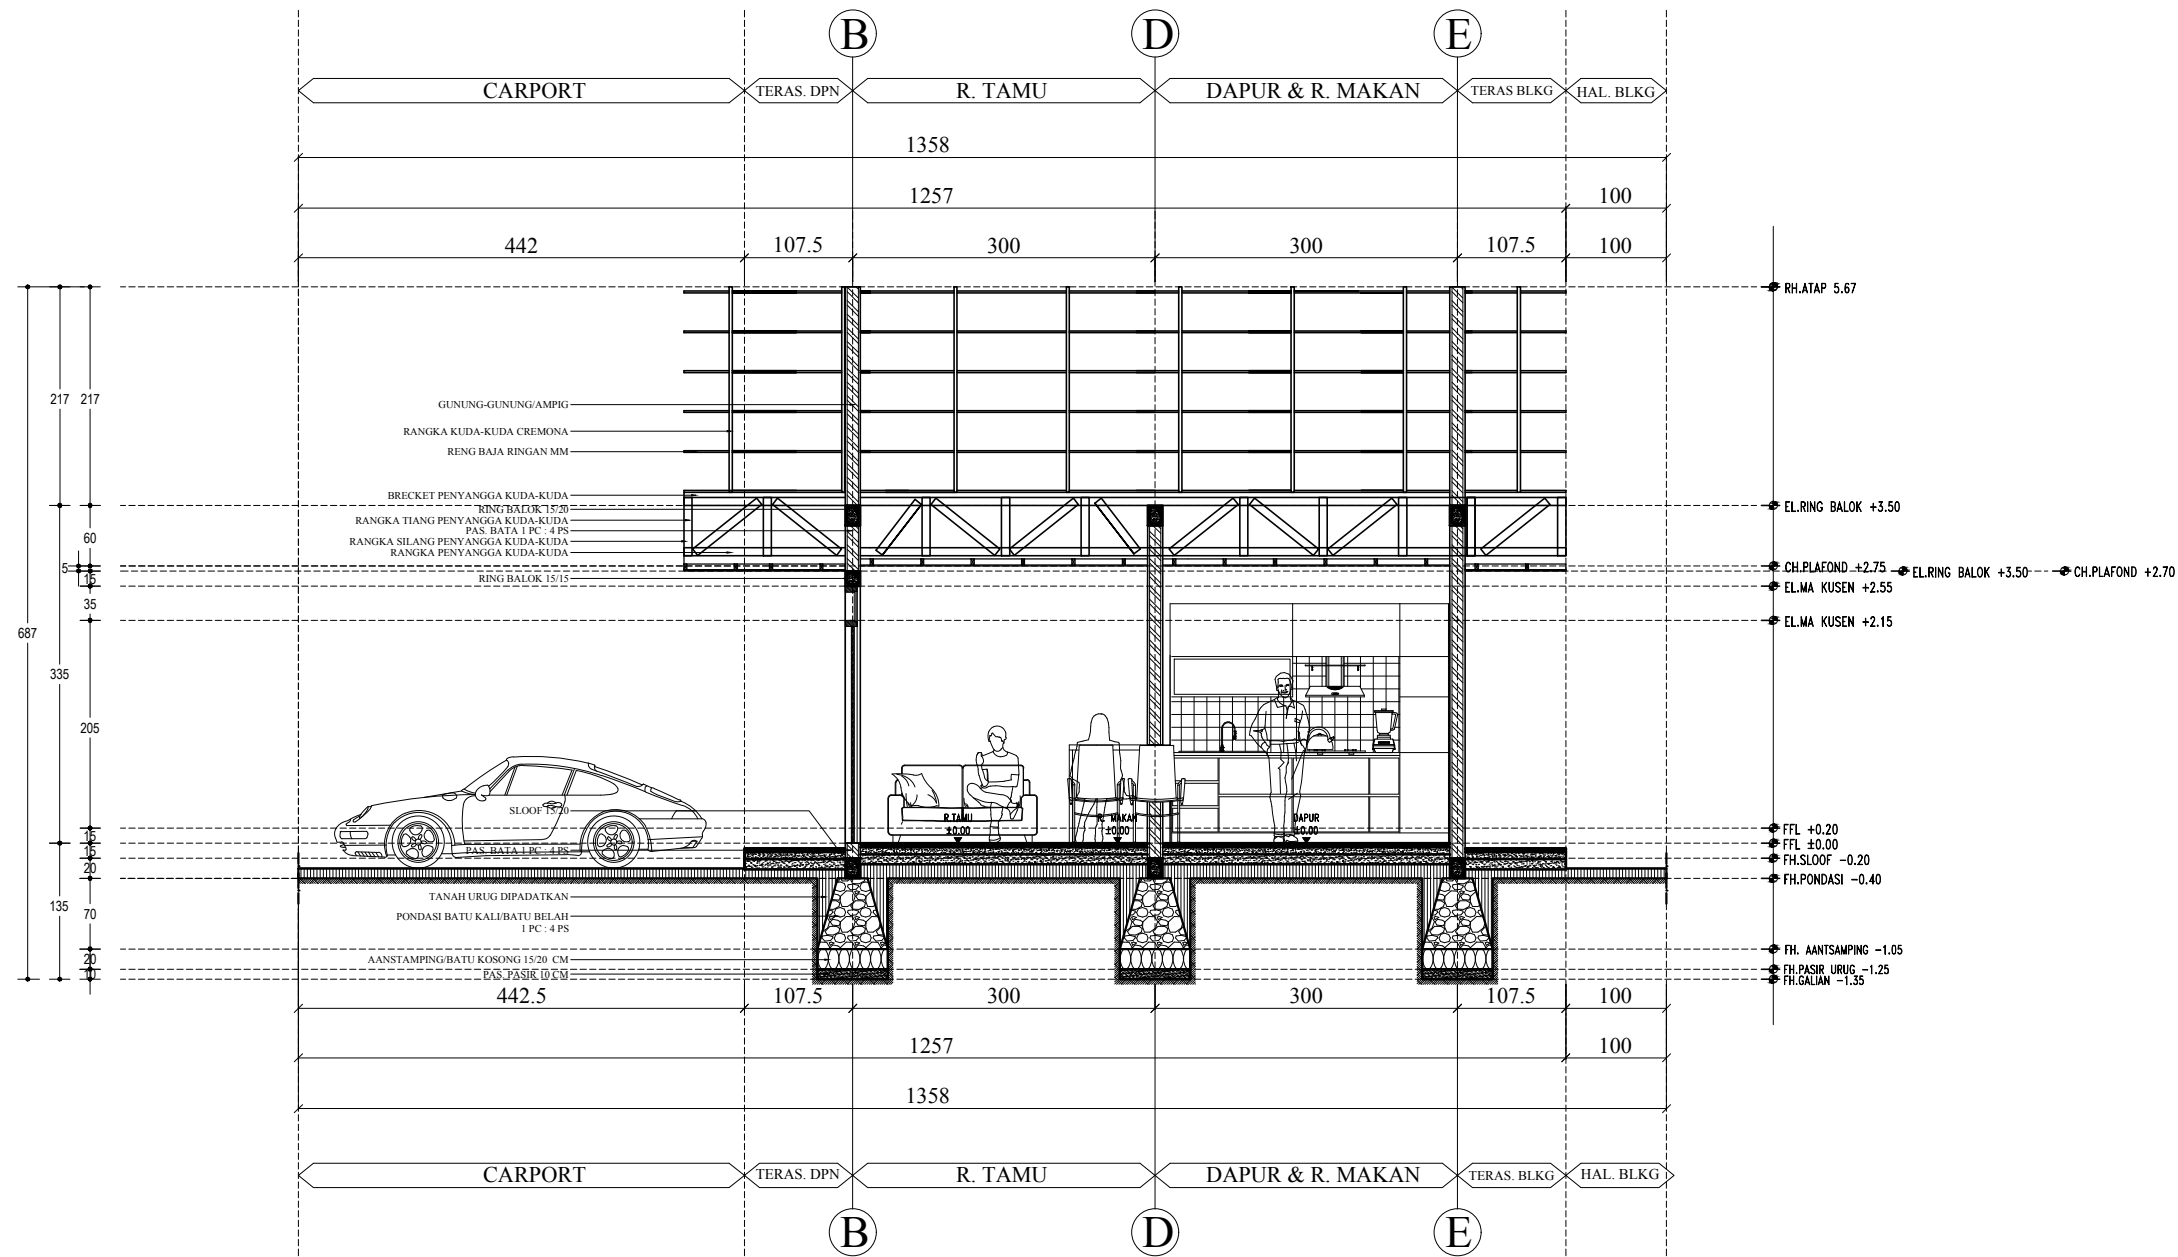 B D E
CARPORT TERAS. DPN R. TAMU DAPUR & R. MAKAN TERAS BLKG HAL. BLKG
1358
1257 100
442 107.5 300 300 107.5 100
RH.ATAP 5.67
217 217
GUNUNG-GUNUNG/AMPIG
RANGKA KUDA-KUDA CREMONA
RENG BAJA RINGAN MM
BRECKET PENYANGGA KUDA-KUDA
RING BALOK 15/20
EL.RING BALOK +3.50
RANGKA TIANG PENYANGGA KUDA-KUDA
PAS. BATA 1 PC : 4 PS
60
RANGKA SILANG PENYANGGA KUDA-KUDA
RANGKA PENYANGGA KUDA-KUDA
5
CH.PLAFOND +2.75
EL.RING BALOK +3.50 CH.PLAFOND +2.70
15
RING BALOK 15/15
EL.MA KUSEN +2.55
35
EL.MA KUSEN +2.15
687
335
205
SLOOF 15/20
R.TAMU R. MAKAN DAPUR
±0.00 ±0.00 ±0.00
FFL +0.20
15
FFL ±0.00
PAS. BATA 1 PC : 4 PS
15
FH.SLOOF -0.20
20
FH.PONDASI -0.40
TANAH URUG DIPADATKAN
135
70
PONDASI BATU KALI/BATU BELAH
1 PC : 4 PS
FH. AANTSAMPING -1.05
AANSTAMPING/BATU KOSONG 15/20 CM
20
FH.PASIR URUG -1.25
PAS. PASIR 10 CM
10
FH.GALIAN -1.35
442.5 107.5 300 300 107.5 100
1257 100
1358
CARPORT TERAS. DPN R. TAMU DAPUR & R. MAKAN TERAS. BLKG HAL. BLKG
B D E